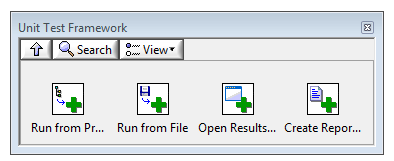 Unit Test Framework
Search View
Run from Pr... Run from File Open Results... Create Repor...